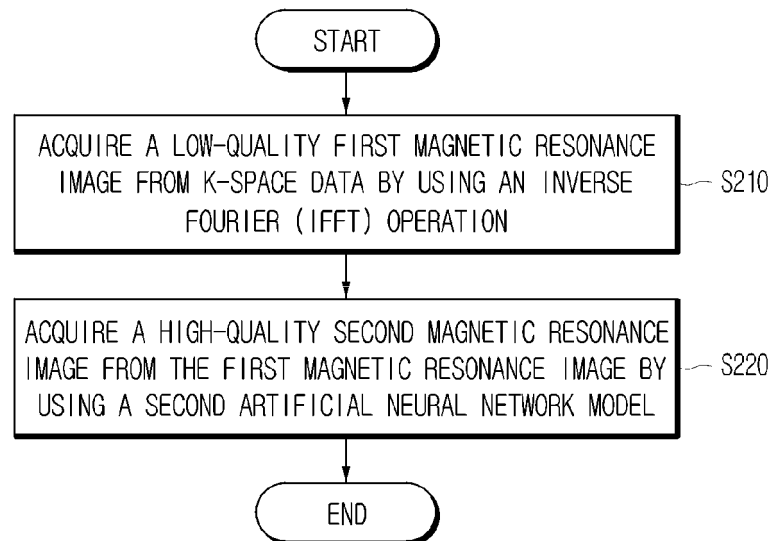 START
ACQUIRE A LOW-QUALITY FIRST MAGNETIC RESONANCE
IMAGE FROM K-SPACE DATA BY USING AN INVERSE
FOURIER (IFFT) OPERATION
S210
ACQUIRE A HIGH-QUALITY SECOND MAGNETIC RESONANCE
IMAGE FROM THE FIRST MAGNETIC RESONANCE IMAGE BY
USING A SECOND ARTIFICIAL NEURAL NETWORK MODEL
S220
END